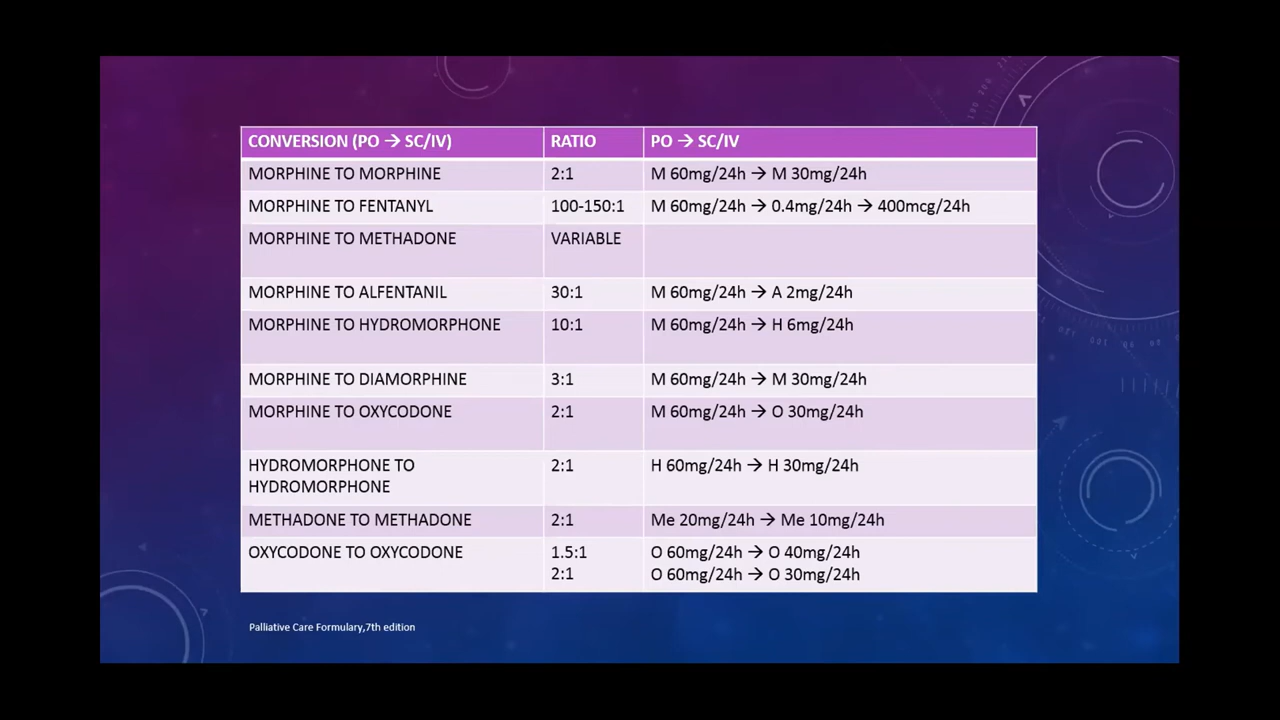 CONVERSION (PO → SC/IV) RATIO PO → SC/IV
MORPHINE TO MORPHINE 2:1 M 60mg/24h → M 30mg/24h
MORPHINE TO FENTANYL 100-150:1 M 60mg/24h → 0.4mg/24h → 400mcg/24h
MORPHINE TO METHADONE VARIABLE
MORPHINE TO ALFENTANIL 30:1 M 60mg/24h → A 2mg/24h
MORPHINE TO HYDROMORPHONE 10:1 M 60mg/24h → H 6mg/24h
MORPHINE TO DIAMORPHINE 3:1 M 60mg/24h → M 30mg/24h
MORPHINE TO OXYCODONE 2:1 M 60mg/24h → O 30mg/24h
HYDROMORPHONE TO 2:1 H 60mg/24h → H 30mg/24h
HYDROMORPHONE
METHADONE TO METHADONE 2:1 Me 20mg/24h → Me 10mg/24h
OXYCODONE TO OXYCODONE 1.5:1 O 60mg/24h → O 40mg/24h
2:1 O 60mg/24h → O 30mg/24h
Palliative Care Formulary,7th edition